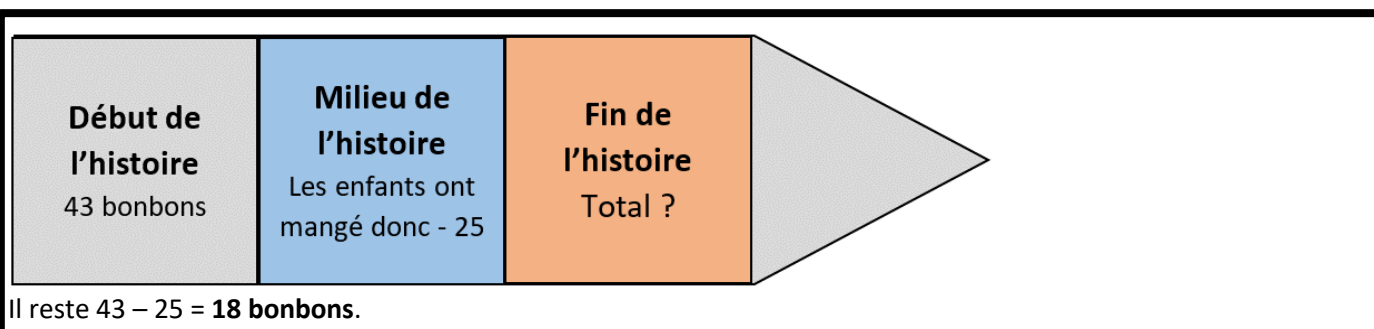 Début de
l'histoire
43 bonbons
Milieu de
l'histoire
Les enfants ont
mangé donc - 25
Fin de
l'histoire
Total ?
Il reste 43 – 25 = 18 bonbons.